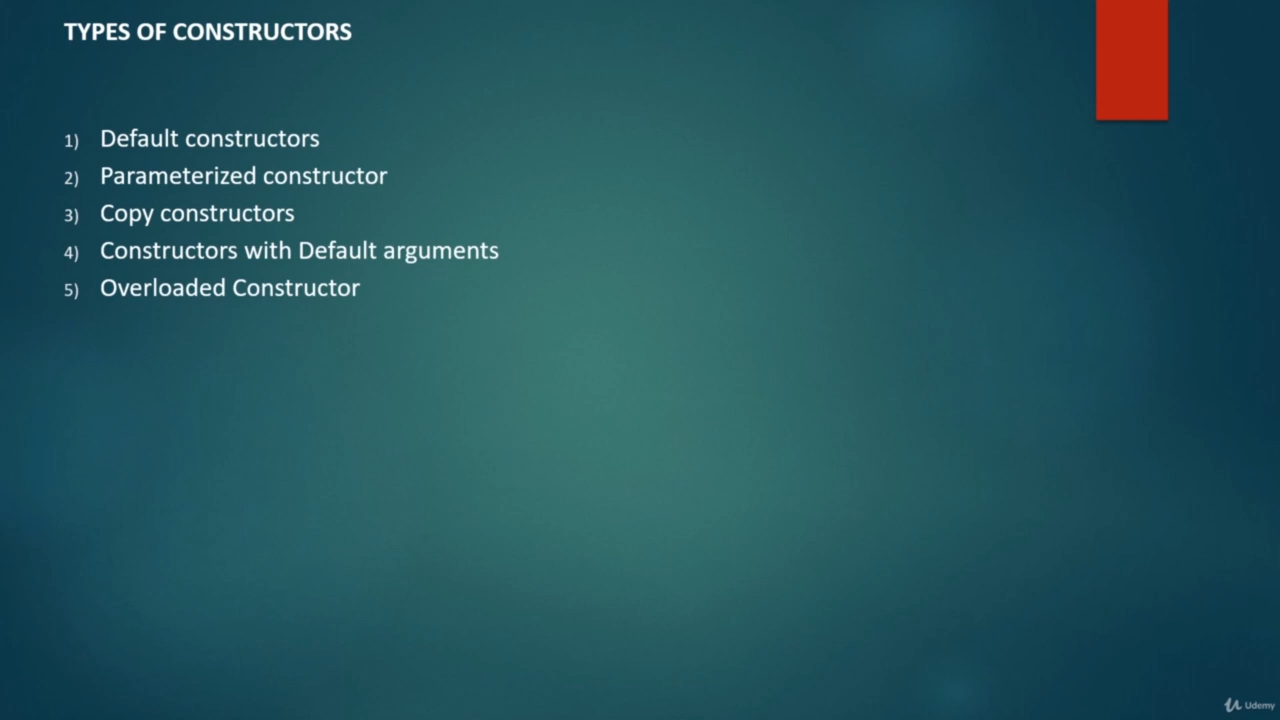 TYPES OF CONSTRUCTORS
1) Default constructors
2) Parameterized constructor
3) Copy constructors
4) Constructors with Default arguments
5) Overloaded Constructor
Udemy